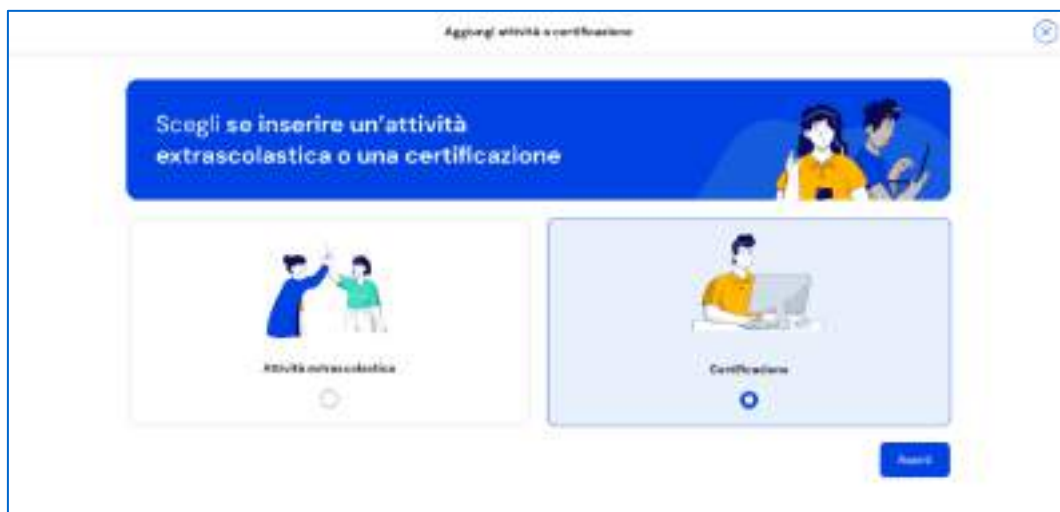 Aggiungi attività o certificazione
Scegli se inserire un'attività
extrascolastica o una certificazione
Attività extrascolastica
Certificazione
Avanti